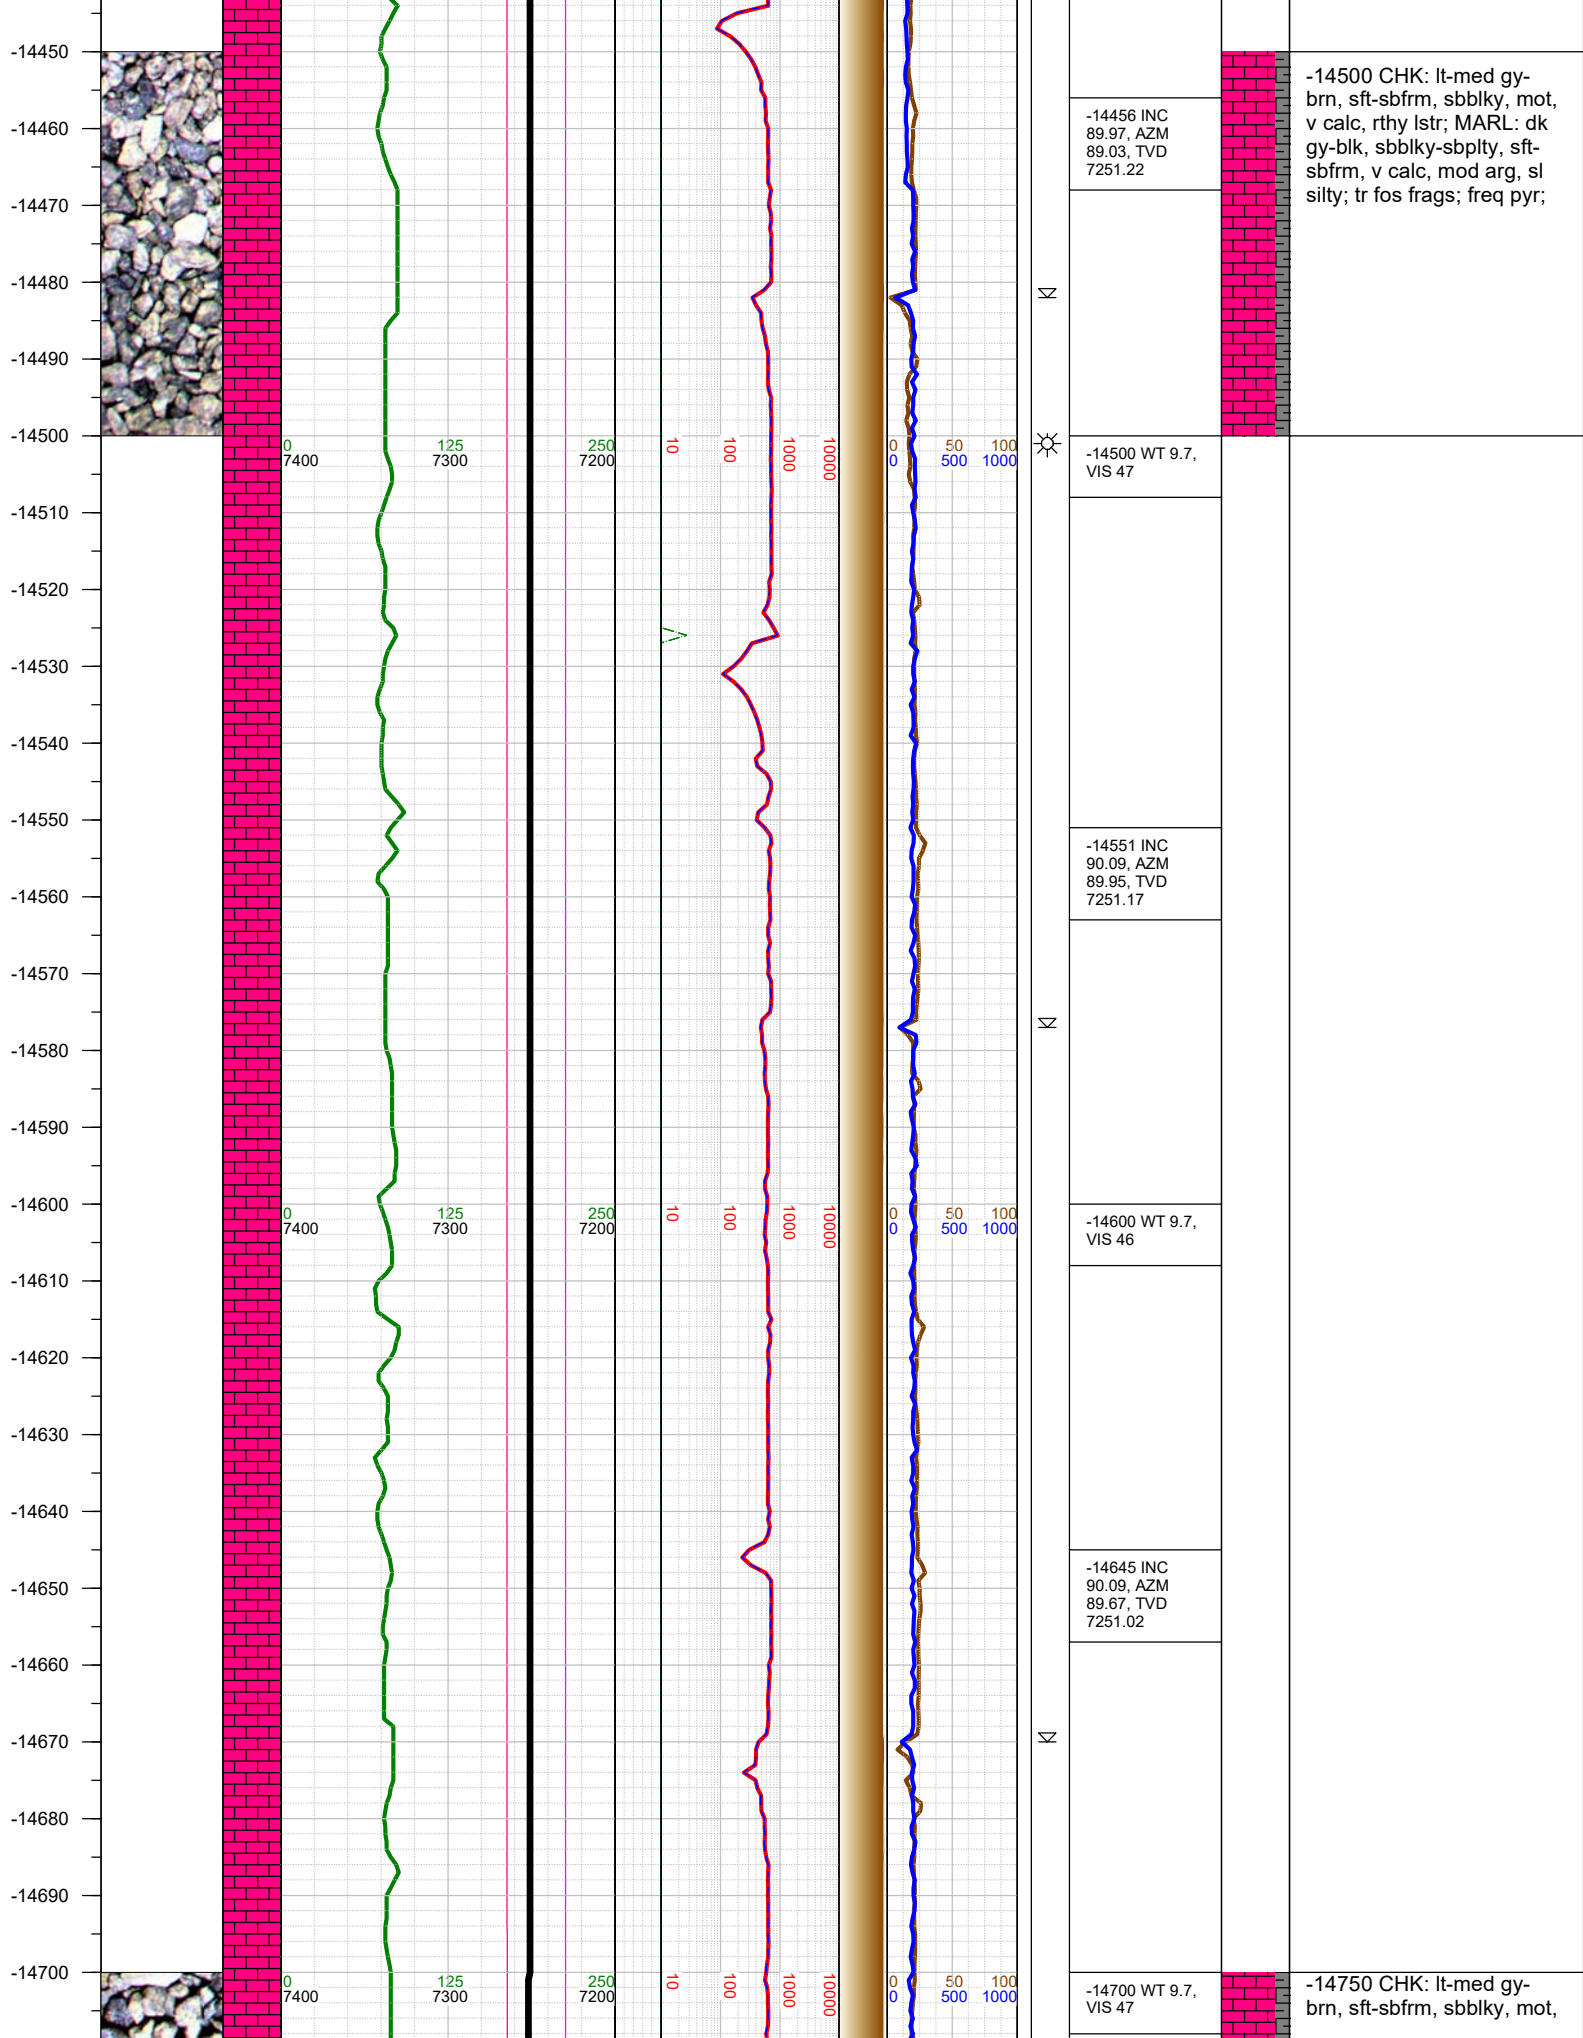 -14450
-14500 CHK: lt-med gy-
brn, sft-sbfrm, sbblky, mot,
v calc, rthy lstr; MARL: dk
gy-blk, sbblky-sbplty, sft-
sbfrm, v calc, mod arg, sl
silty; tr fos frags; freq pyr;
-14456 INC
89.97, AZM
89.03, TVD
7251.22
-14460
-14470
-14480
-14490
-14500
0 125 250
7400 7300 7200
10 100 1000 10000
0 50 100
0 500 1000
-14500 WT 9.7,
VIS 47
-14510
-14520
-14530
-14540
-14550
-14551 INC
90.09, AZM
89.95, TVD
7251.17
-14560
-14570
-14580
-14590
-14600
0 125 250
7400 7300 7200
10 100 1000 10000
0 50 100
0 500 1000
-14600 WT 9.7,
VIS 46
-14610
-14620
-14630
-14640
-14645 INC
90.09, AZM
89.67, TVD
7251.02
-14650
-14660
-14670
-14680
-14690
-14700
0 125 250
7400 7300 7200
10 100 1000 10000
0 50 100
0 500 1000
-14700 WT 9.7,
VIS 47
-14750 CHK: lt-med gy-
brn, sft-sbfrm, sbblky, mot,